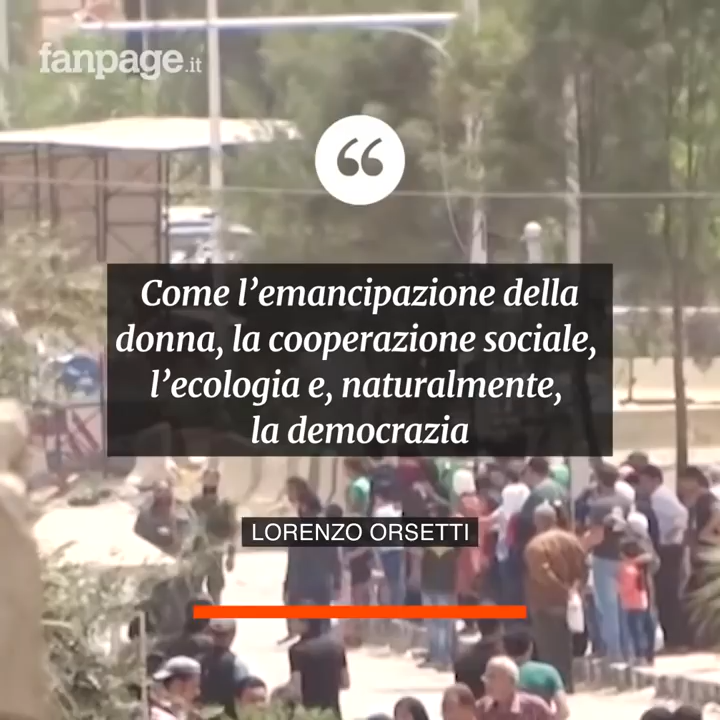 fanpage.it
“
Come l’emancipazione della
donna, la cooperazione sociale,
l’ecologia e, naturalmente,
la democrazia
LORENZO ORSETTI